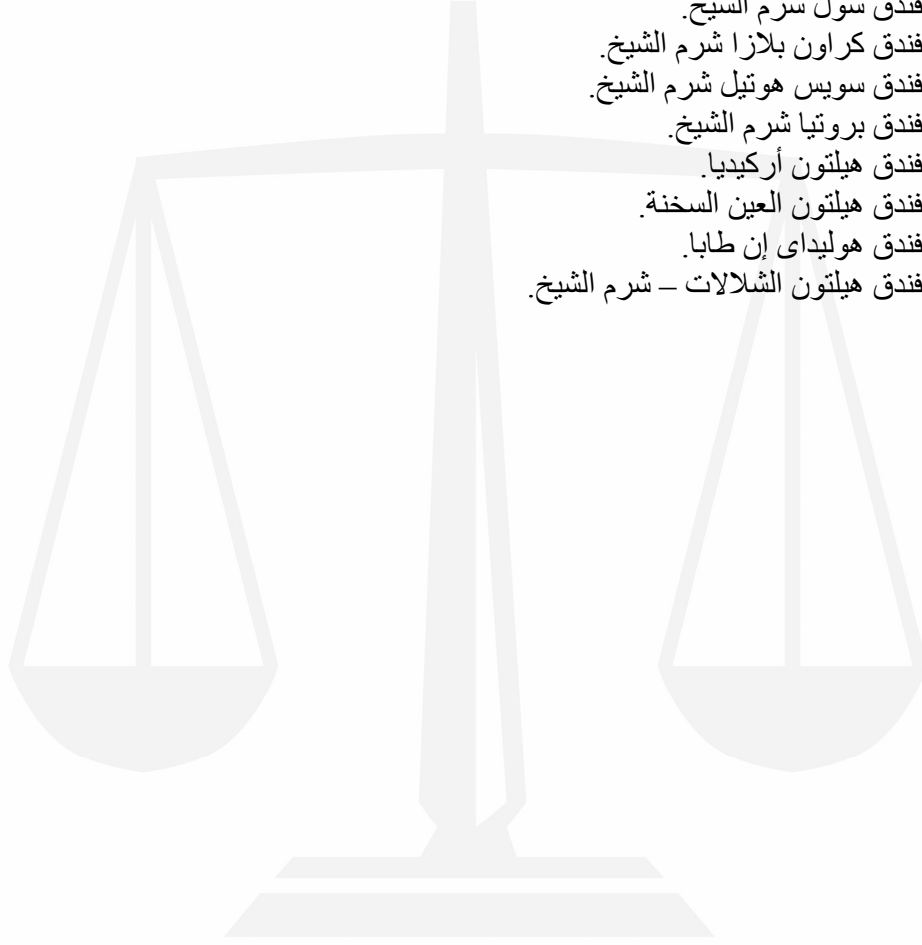 فندق سول شرم الشيخ.
فندق كراون بلازا شرم الشيخ.
فندق سويس هوتيل شرم الشيخ.
فندق بروتيا شرم الشيخ.
فندق هيلتون أركيديا.
فندق هيلتون العين السخنة.
فندق هوليداى إن طابا.
فندق هيلتون الشلالات – شرم الشيخ.